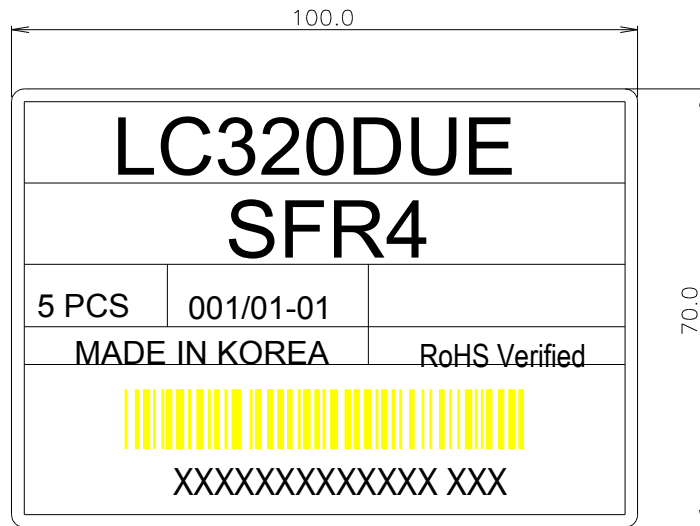 100.0
LC320DUE
SFR4
5 PCS 001/01-01
70.0
MADE IN KOREA RoHS Verified
XXXXXXXXXXXXX XXX